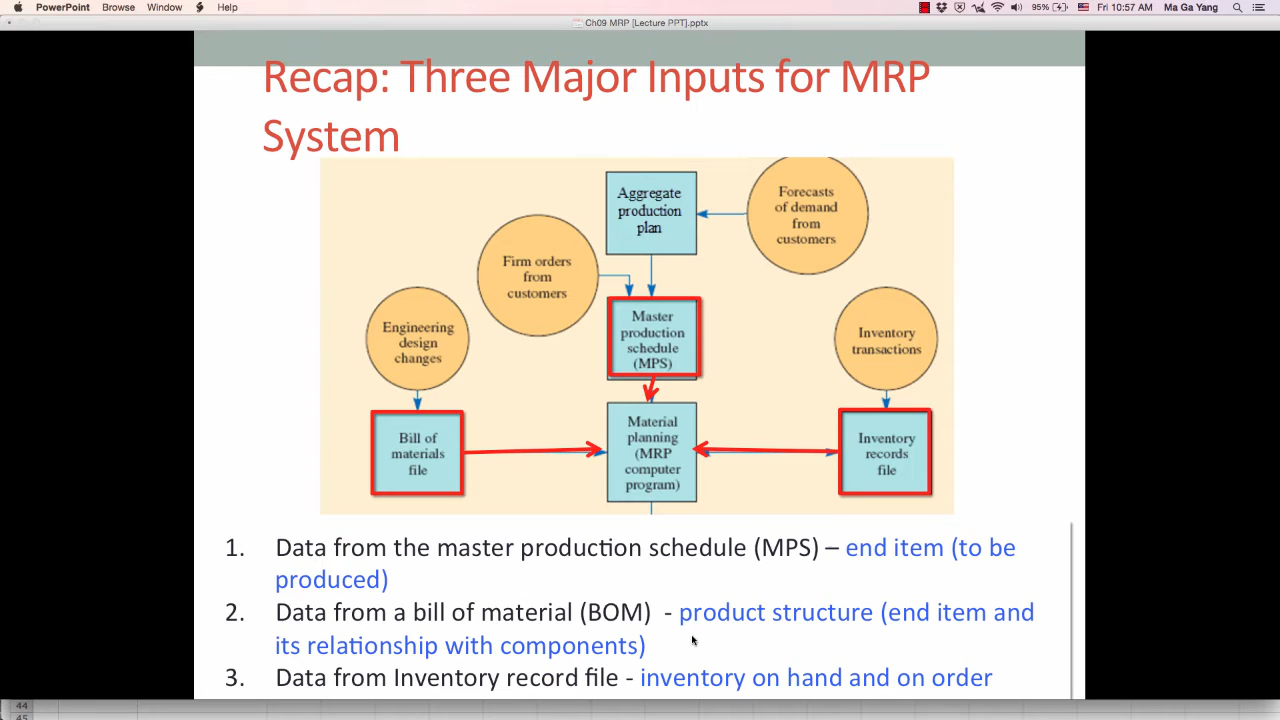 PowerPoint Browse Window Help 95% Fri 10:57 AM Ma Ga Yang
Ch09 MRP [Lecture PPT].pptx
Recap: Three Major Inputs for MRP
System
Aggregate
production
plan
Forecasts
of demand
from
customers
Firm orders
from
customers
Master
production
schedule
(MPS)
Engineering
design
changes
Inventory
transactions
Bill of
materials
file
Material
planning
(MRP
computer
program)
Inventory
records
file
1. Data from the master production schedule (MPS) – end item (to be
produced)
2. Data from a bill of material (BOM) - product structure (end item and
its relationship with components)
3. Data from Inventory record file - inventory on hand and on order
44
45